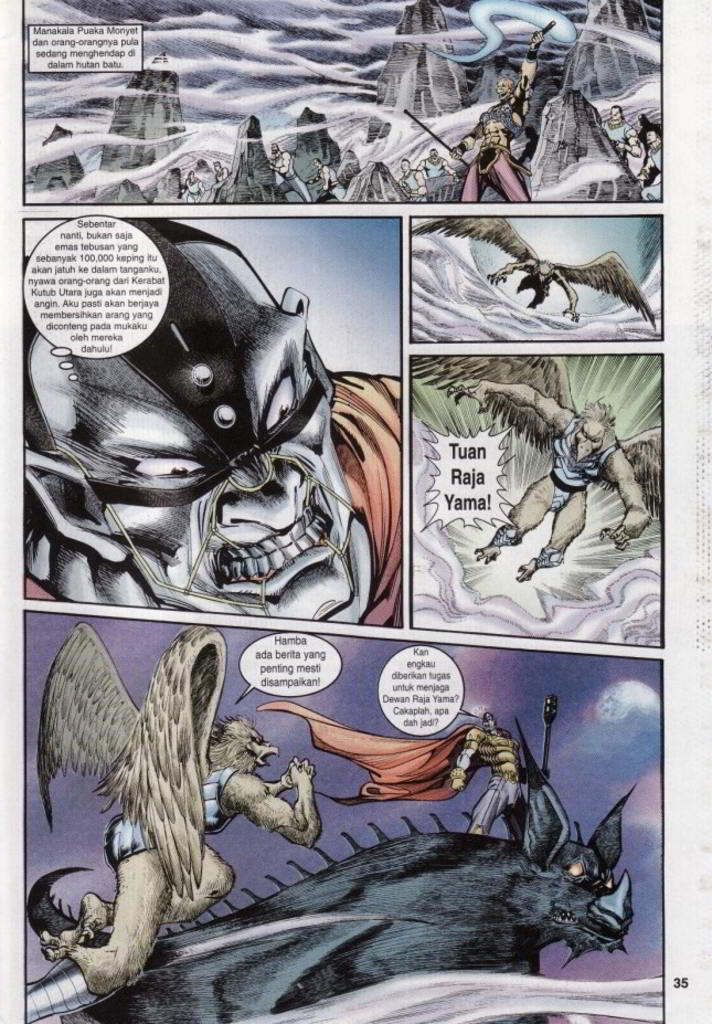 Manakala Puaka Monyet
dan orang-orangnya pula
sedang menghendap di
dalam hutan batu.
Sebentar
nanti, bukan saja
emas tebusan yang
sebanyak 100,000 keping itu
akan jatuh ke dalam tanganku,
nyawa orang-orang dari Kerabat
Kutub Utara juga akan menjadi
angin. Aku pasti akan berjaya
membersihkan arang yang
diconteng pada mukaku
oleh mereka
dahulu!
Tuan
Raja
Yama!
Hamba
ada berita yang
penting mesti
disampaikan!
Kan
engkau
diberikan tugas
untuk menjaga
Dewan Raja Yama?
Cakaplah, apa
dah jadi?
35